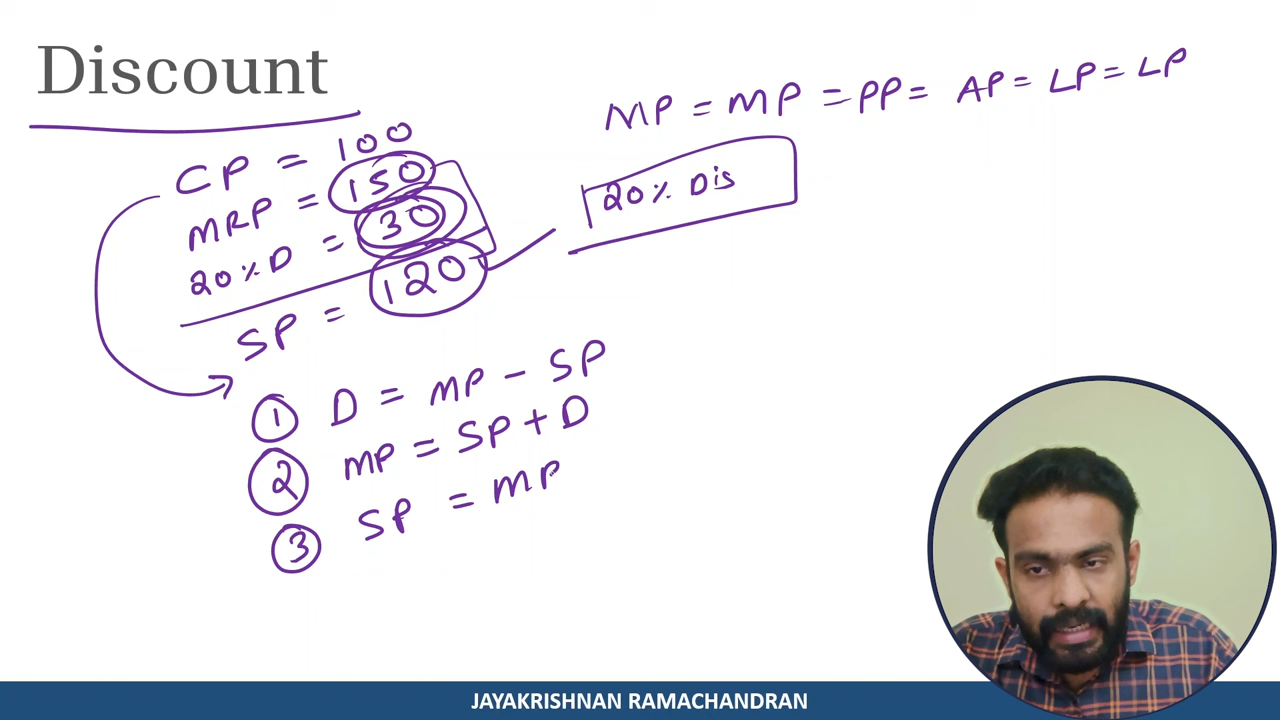 Discount
MP = MP = PP = AP = LP = LP
CP = 100
MRP = 150
20% D = 30
20% Dis
SP = 120
① D = MP - SP
② MP = SP + D
③ SP = MP
JAYAKRISHNAN RAMACHANDRAN